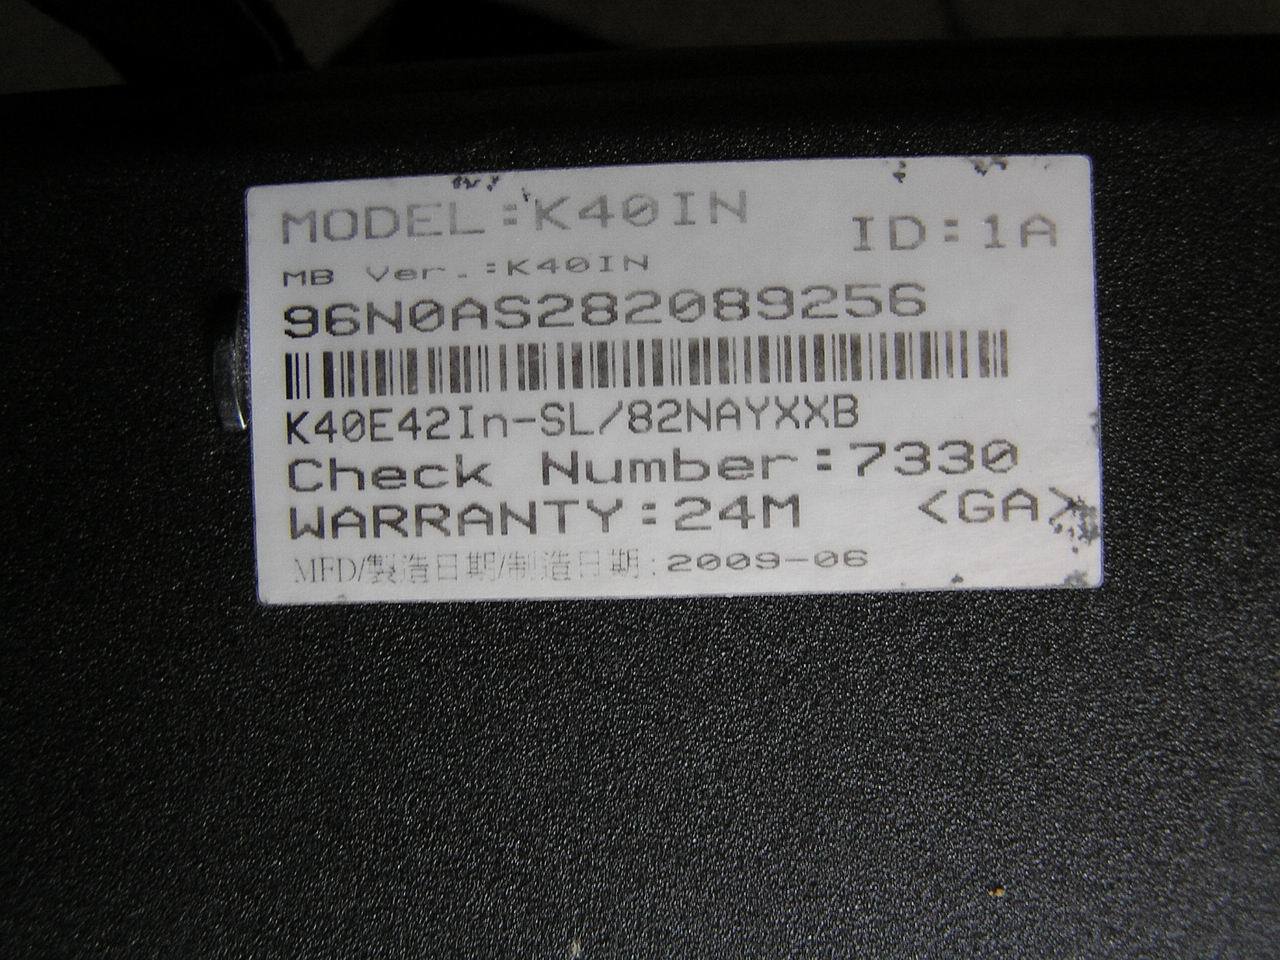 MODEL:K40IN
ID:1A
MB Ver.:K40IN
96N0AS282089256
K40E42In-SL/82NAYXXB
Check Number:7330
WARRANTY:24M <GA>
MFD/製造日期/制造日期:2009-06